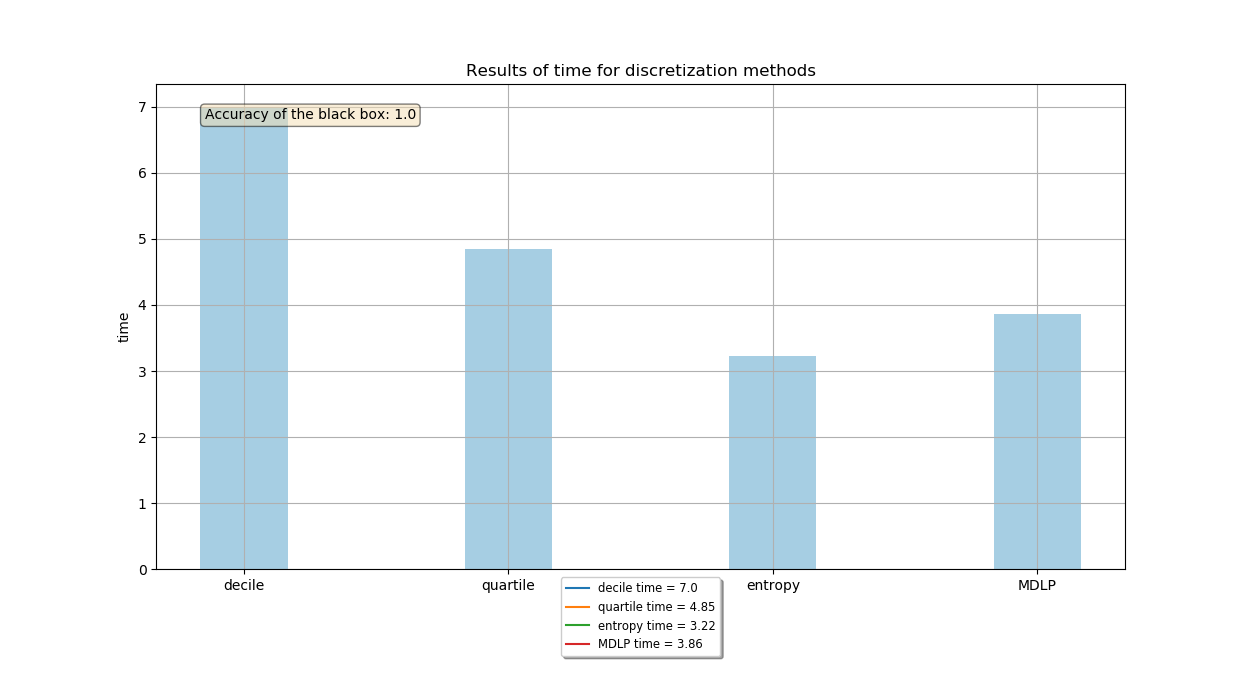 Results of time for discretization methods
7
Accuracy of the black box: 1.0
6
5
4
time
3
2
1
0
decile quartile entropy MDLP
decile time = 7.0
quartile time = 4.85
entropy time = 3.22
MDLP time = 3.86